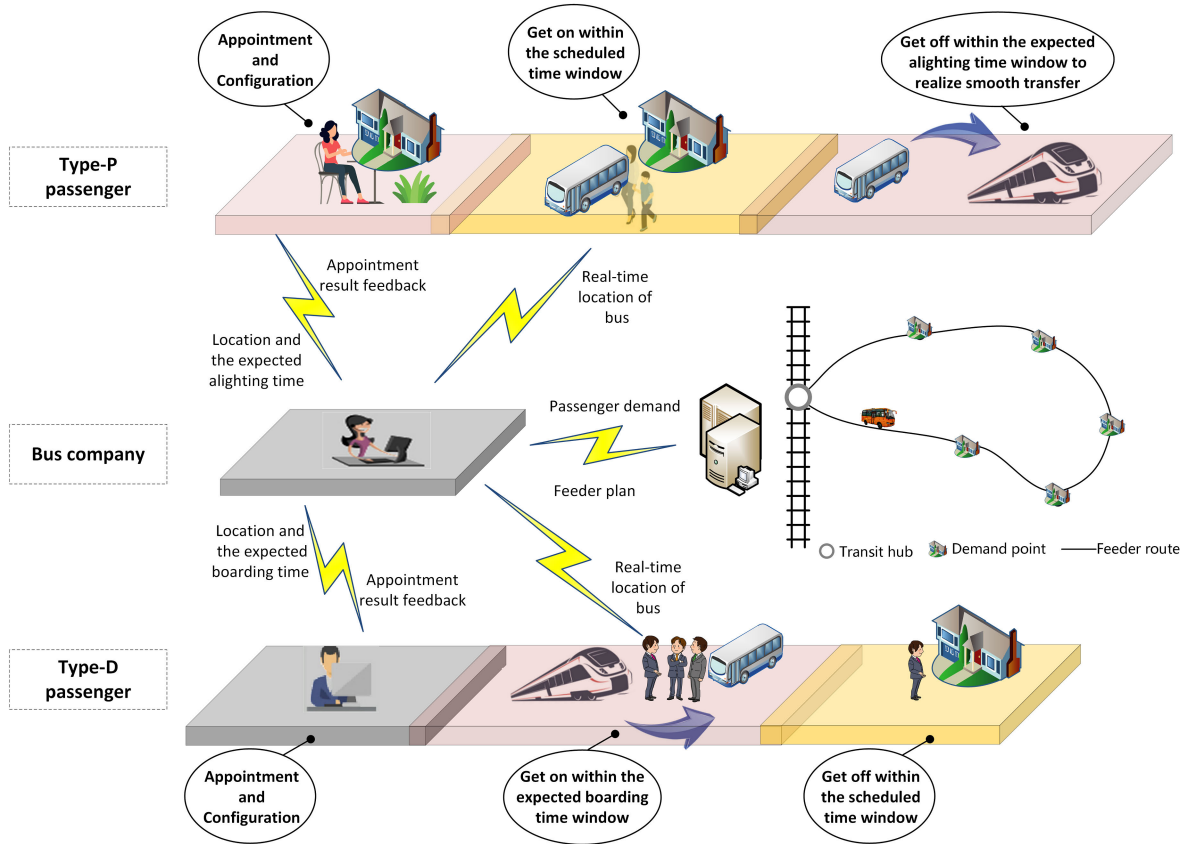 Appointment
and
Configuration
Get on within
the scheduled
time window
Get off within the expected
alighting time window to
realize smooth transfer
Type-P
passenger
Appointment
result feedback
Location and
the expected
alighting time
Real-time
location of
bus
Bus company
Passenger demand
Feeder plan
Transit hub
Demand point
Feeder route
Location and
the expected
boarding time
Appointment
result feedback
Real-time
location of
bus
Type-D
passenger
Appointment
and
Configuration
Get on within the
expected boarding
time window
Get off within
the scheduled
time window